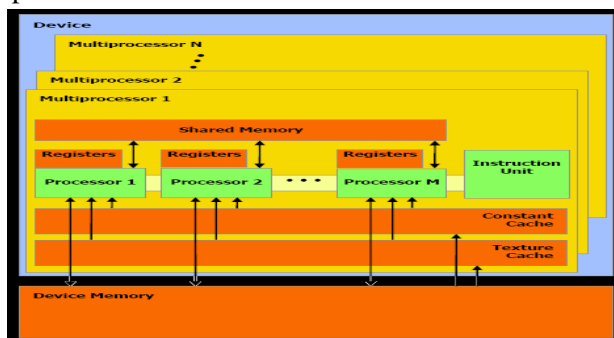 Device
Multiprocessor N
Multiprocessor 2
Multiprocessor 1
Shared Memory
Registers Registers Registers
Processor 1 Processor 2 Processor M Instruction Unit
Constant Cache
Texture Cache
Device Memory